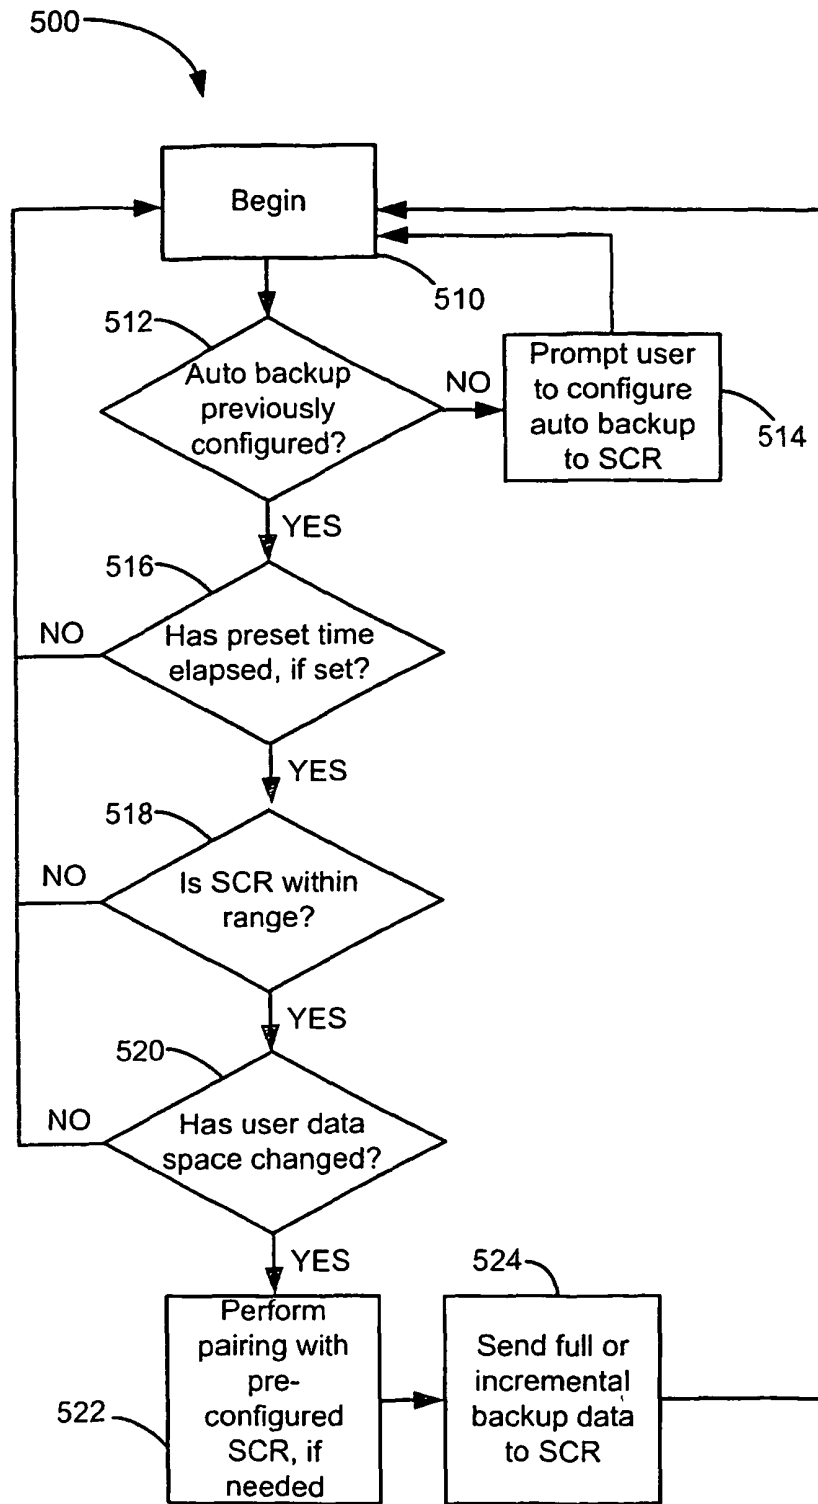 500
Begin
510
512
Auto backup
previously
configured?
NO
Prompt user
to configure
auto backup
to SCR
514
YES
516
Has preset time
elapsed, if set?
NO
YES
518
Is SCR within
range?
NO
YES
520
Has user data
space changed?
NO
YES
522
Perform
pairing with
pre-
configured
SCR, if
needed
524
Send full or
incremental
backup data
to SCR